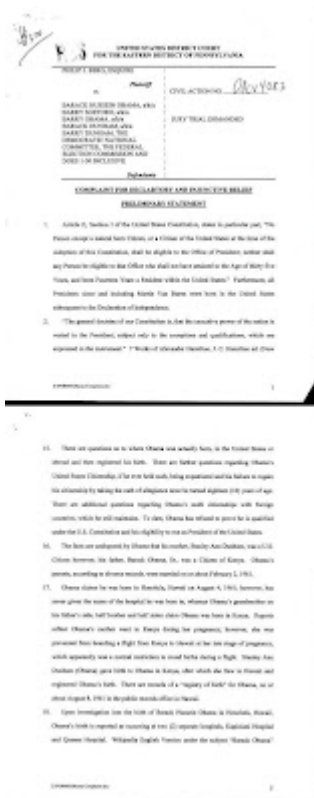 UNITED STATES DISTRICT COURT
FOR THE EASTERN DISTRICT OF PENNSYLVANIA
PHILIP J. BERG, ESQUIRE
Plaintiff
vs.
CIVIL ACTION NO.
BARACK HUSSEIN OBAMA, a/k/a
BARRY SOETORO, a/k/a
BARRY OBAMA, a/k/a
JURY TRIAL DEMANDED
BARACK DUNHAM, a/k/a
BARRY DUNHAM, THE
DEMOCRATIC NATIONAL
COMMITTEE, THE FEDERAL
ELECTION COMMISSION AND
DOES 1-50 INCLUSIVE
Defendants
COMPLAINT FOR DECLARATORY AND INJUNCTIVE RELIEF
PRELIMINARY STATEMENT
1. Article II, Section 1 of the United States Constitution, states in particular part, "No
Person except a natural born Citizen, or a Citizen of the United States at the time of the
adoption of this Constitution, shall be eligible to the Office of President; neither shall
any Person be eligible to that Office who shall not have attained to the Age of thirty-five
Years, and been Fourteen Years a Resident within the United States." Furthermore, all
Presidents since and including Martin Van Buren were born in the United States
subsequent to the Declaration of Independence.
2. "The general doctrine of our Constitution is, that the executive power of the nation is
vested in the President; subject only to the exceptions and qualifications, which are
expressed in the instrument."
15. There are questions as to where Obama was actually born, in the United States or
abroad and then registered his birth. There are further questions regarding Obama's
United States Citizenship, if he ever held such, being expatriated and his failure to regain
his citizenship by taking the oath of allegiance once he turned eighteen (18) years of age.
There are additional questions regarding Obama's multi citizenships with foreign
countries, which he still maintains. To date, Obama has refused to prove he is qualified
under the U.S. Constitution and his eligibility to run as President of the United States.
16. The facts are undisputed by Obama that his mother, Stanley Ann Dunham, was a U.S.
Citizen however, his father, Barack Obama, Sr., was a Citizen of Kenya. Obama's
parents, according to divorce records, were married on or about February 2, 1961.
17. Obama claims he was born in Honolulu, Hawaii on August 4, 1961; however, has
never given the name of the hospital he was born in; whereas Obama's grandmother on
his father's side, half brother and half sister claim Obama was born in Kenya. Reports
reflect Obama's mother went to Kenya during her pregnancy; however, she was
prevented from boarding a flight from Kenya to Hawaii at her late stage of pregnancy,
which apparently was a normal restriction to avoid births during a flight. Stanley Ann
Dunham (Obama) gave birth to Obama in Kenya, after which she flew to Hawaii and
registered Obama's birth. There are records of a "registry of birth" for Obama, on or
about August 8, 1961 in the public records office in Hawaii.
18. Upon investigation into the birth of Barack Hussein Obama in Honolulu, Hawaii,
Obama's birth is reported as occurring at two (2) separate hospitals, Kapiolani Hospital
and Queens Hospital. Wikipedia English Version under the subject "Barack Obama"